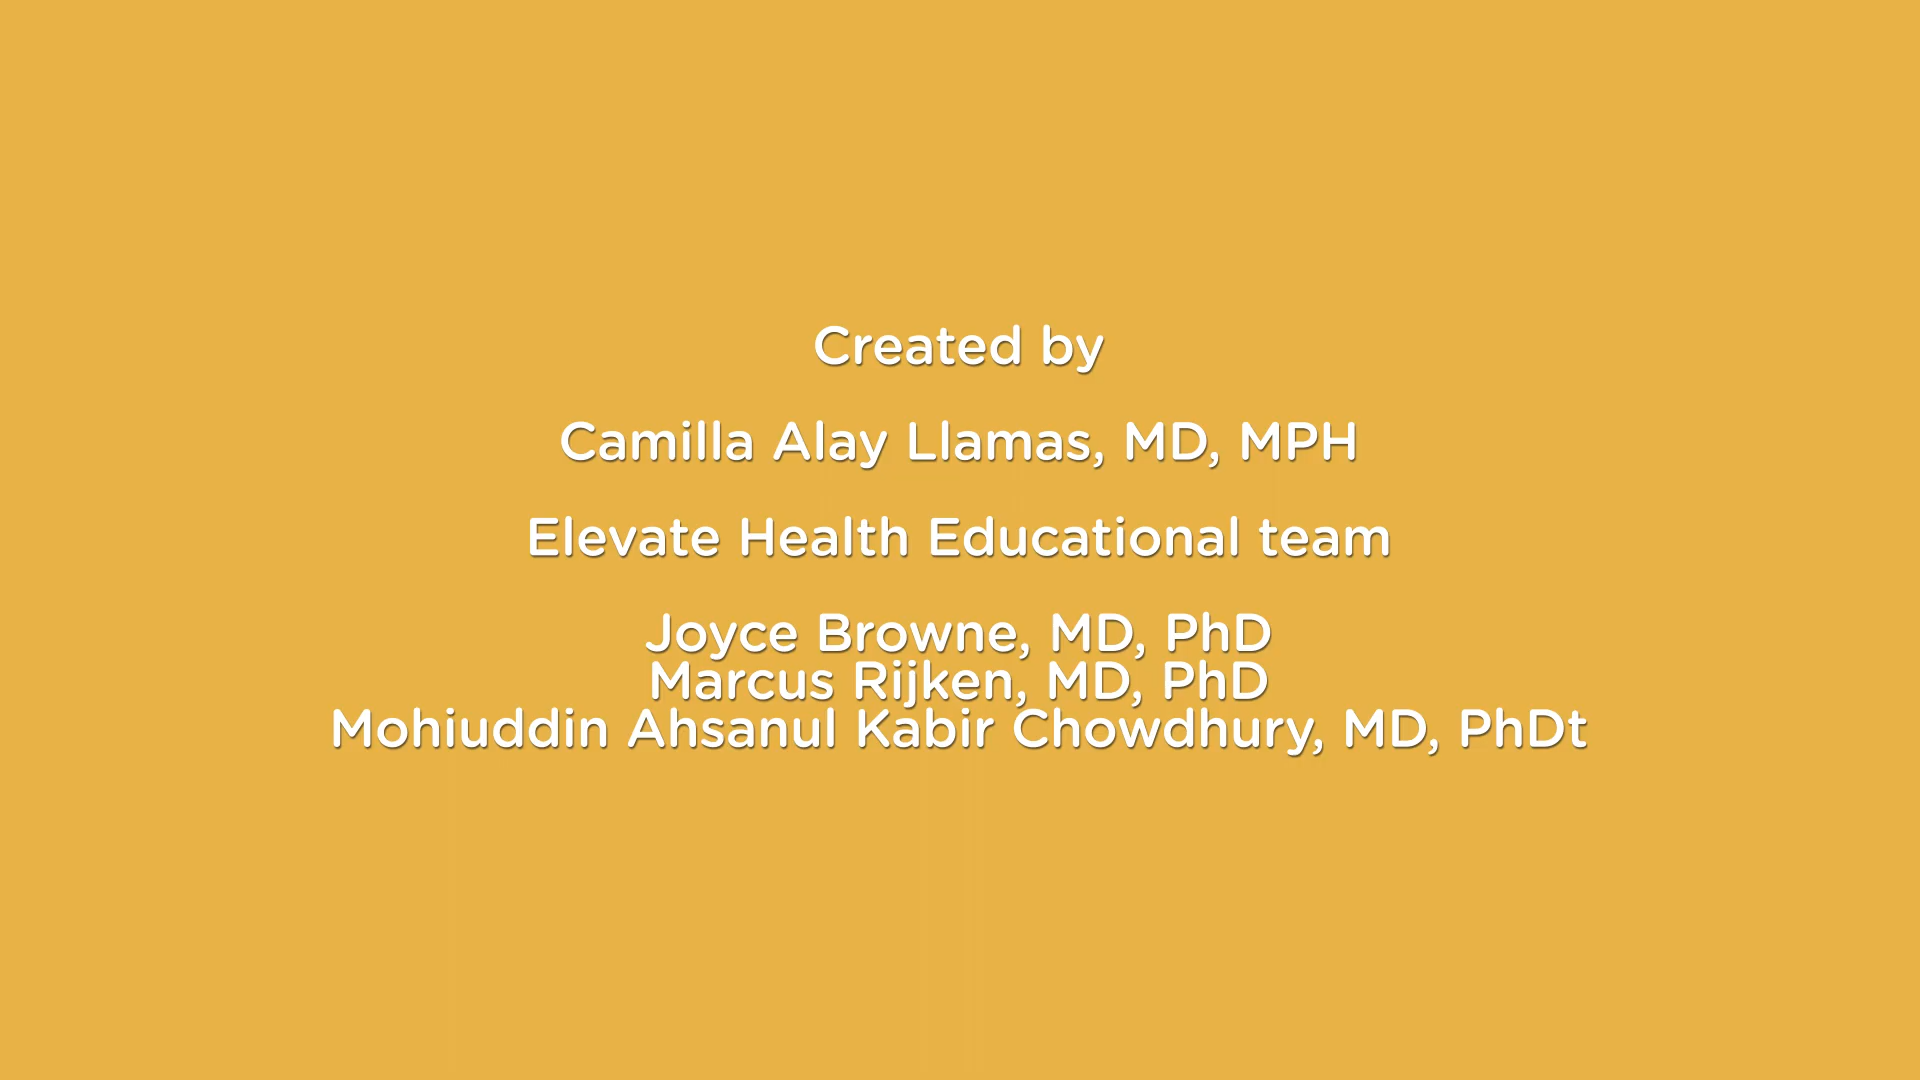 Created by
Camilla Alay Llamas, MD, MPH
Elevate Health Educational team
Joyce Browne, MD, PhD
Marcus Rijken, MD, PhD
Mohiuddin Ahsanul Kabir Chowdhury, MD, PhDt